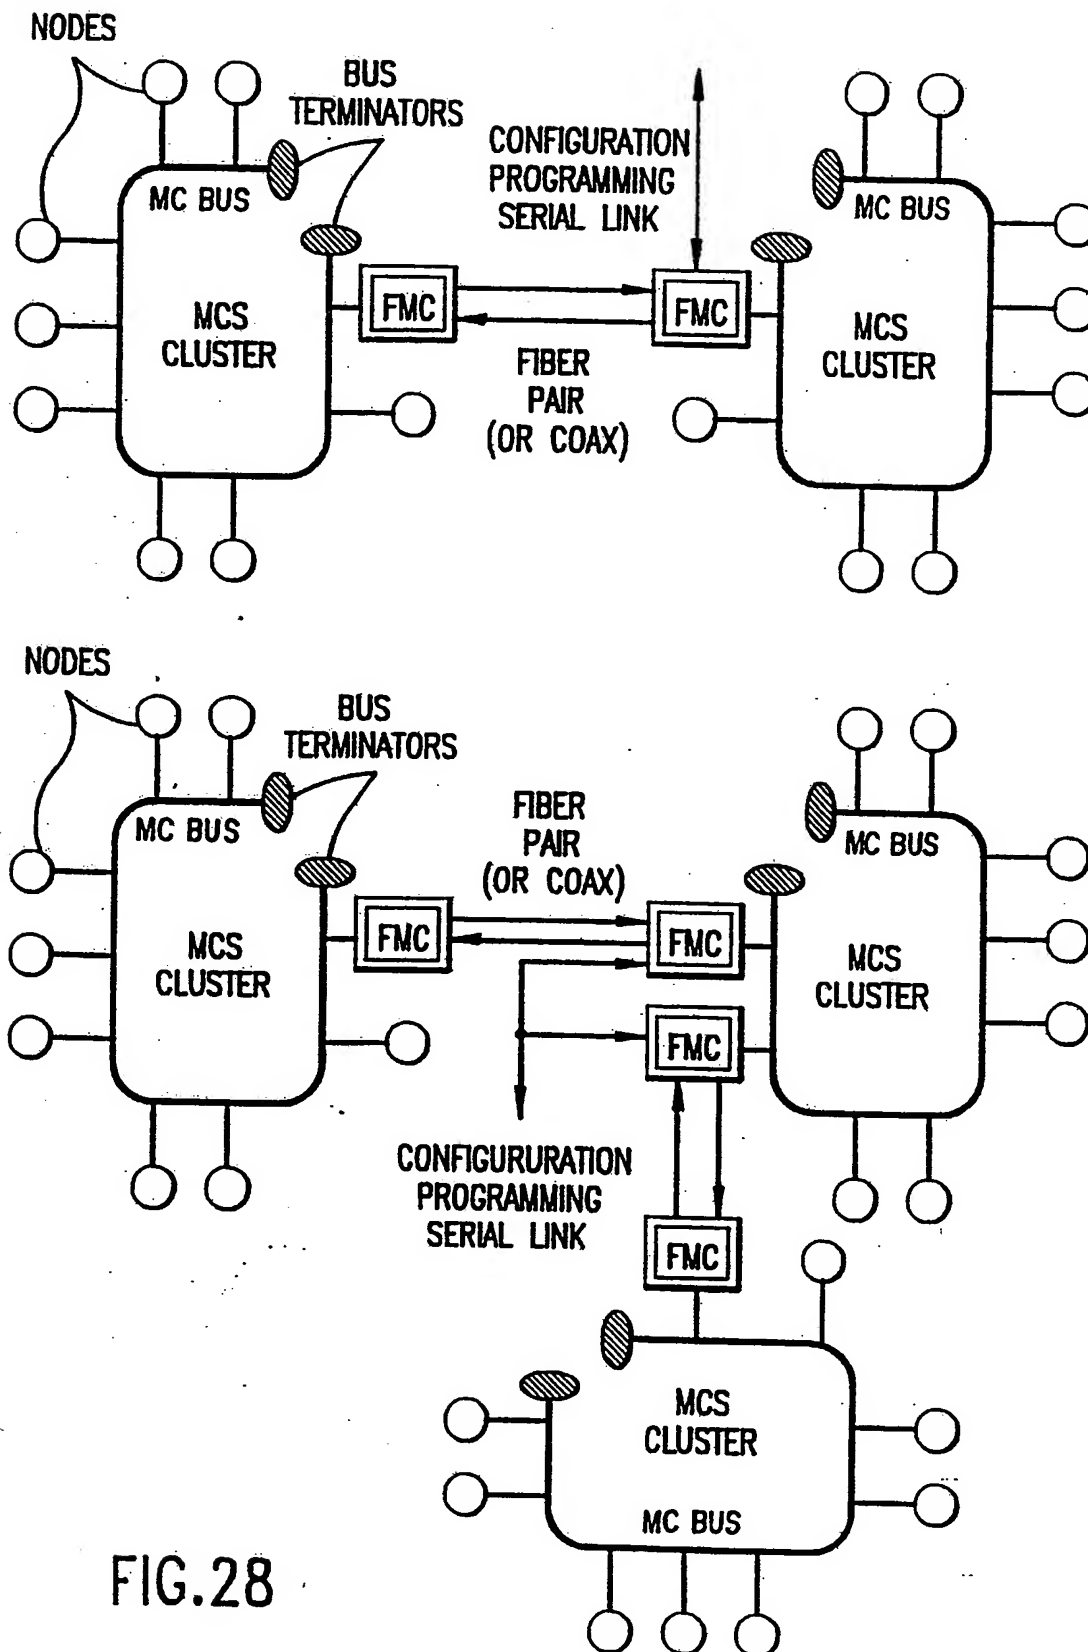 NODES
BUS
TERMINATORS
CONFIGURATION
PROGRAMMING
SERIAL LINK
MC BUS
MC BUS
MCS
CLUSTER
FMC
FMC
MCS
CLUSTER
FIBER
PAIR
(OR COAX)
NODES
BUS
TERMINATORS
FIBER
PAIR
(OR COAX)
MC BUS
MC BUS
MCS
CLUSTER
FMC
FMC
MCS
CLUSTER
FMC
CONFIGURURATION
PROGRAMMING
SERIAL LINK
FMC
MCS
CLUSTER
MC BUS
FIG.28